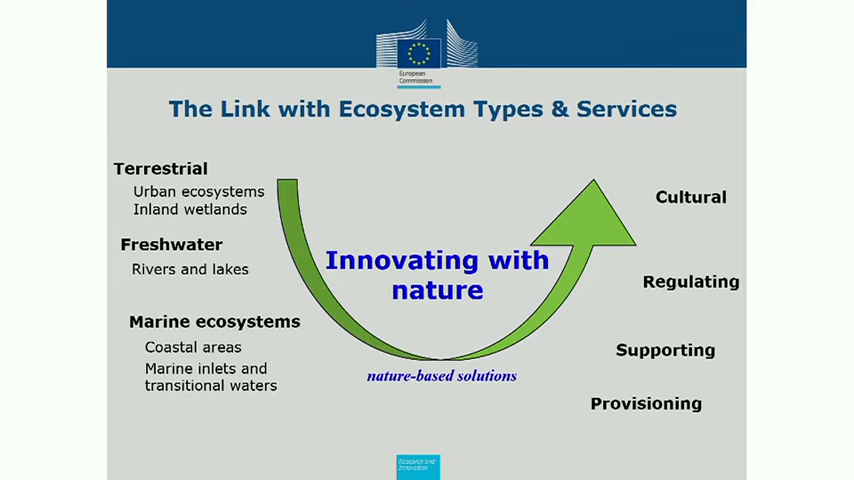 European
Commission
The Link with Ecosystem Types & Services
Terrestrial
Urban ecosystems
Inland wetlands
Freshwater
Rivers and lakes
Marine ecosystems
Coastal areas
Marine inlets and
transitional waters
Innovating with
nature
nature-based solutions
Cultural
Regulating
Supporting
Provisioning
Research and
Innovation